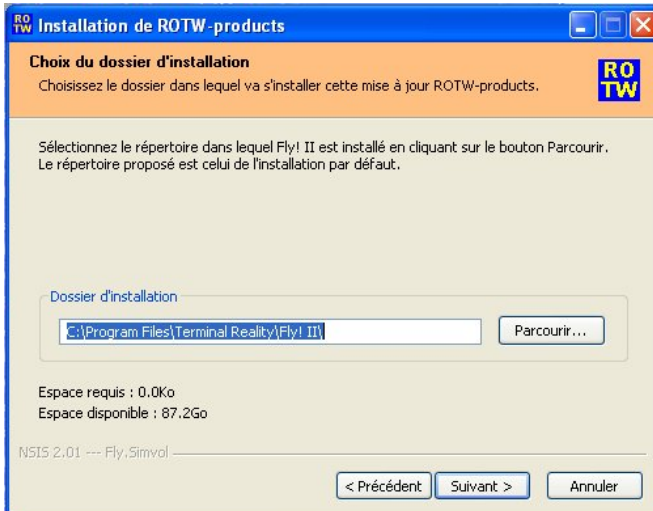 RO
TW
Installation de ROTW-products
Choix du dossier d'installation
Choisissez le dossier dans lequel va s'installer cette mise à jour ROTW-products.
RO
TW
Sélectionnez le répertoire dans lequel Fly! II est installé en cliquant sur le bouton Parcourir.
Le répertoire proposé est celui de l'installation par défaut.
Dossier d'installation
C:\Program Files\Terminal Reality\Fly! II\
Parcourir...
Espace requis : 0.0Ko
Espace disponible : 87.2Go
NSIS 2.01 --- Fly.Simvol
< Précédent
Suivant >
Annuler